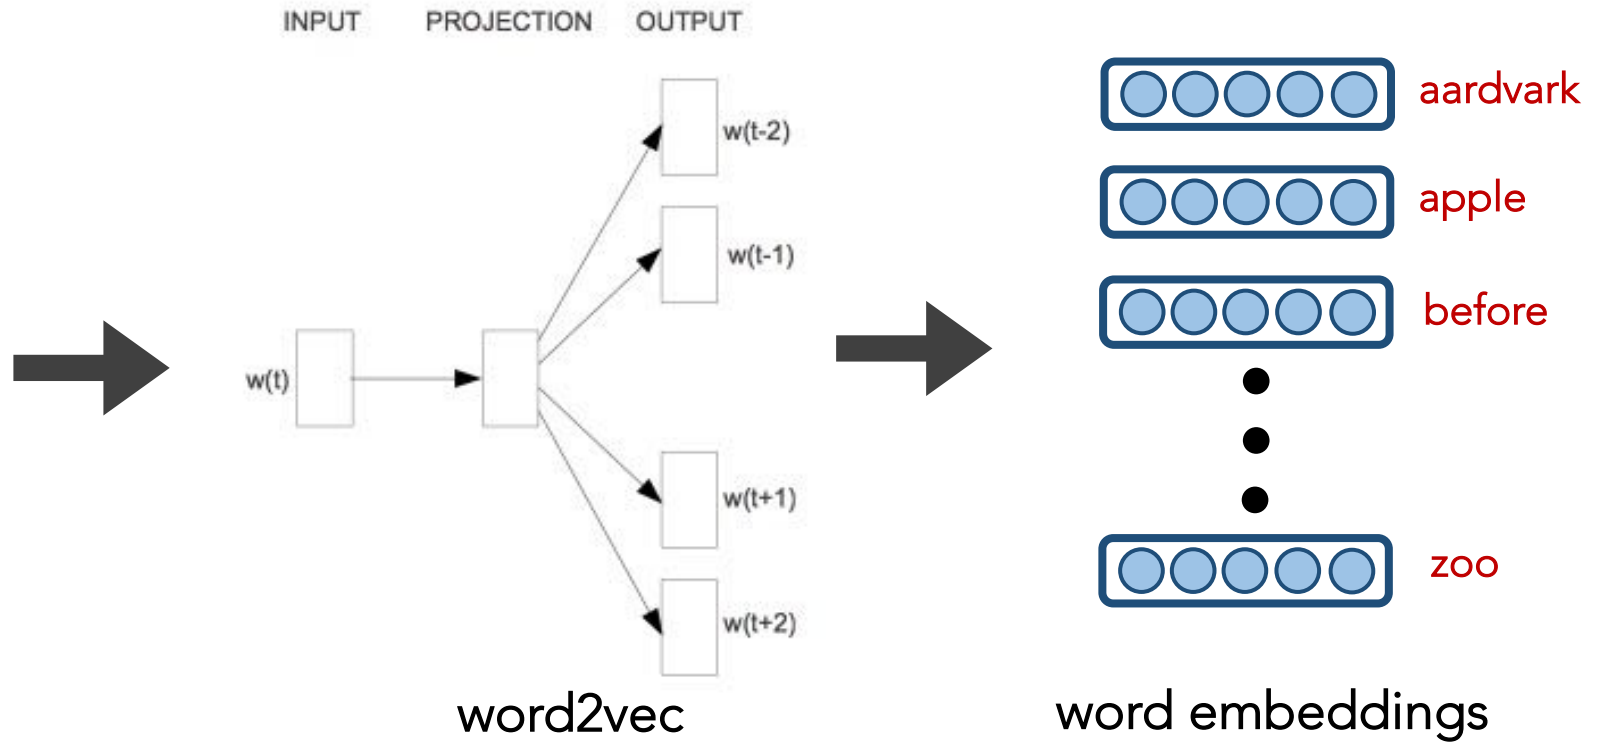 INPUT PROJECTION OUTPUT
w(t-2)
w(t-1)
w(t)
w(t+1)
w(t+2)
word2vec
aardvark
apple
before
zoo
word embeddings